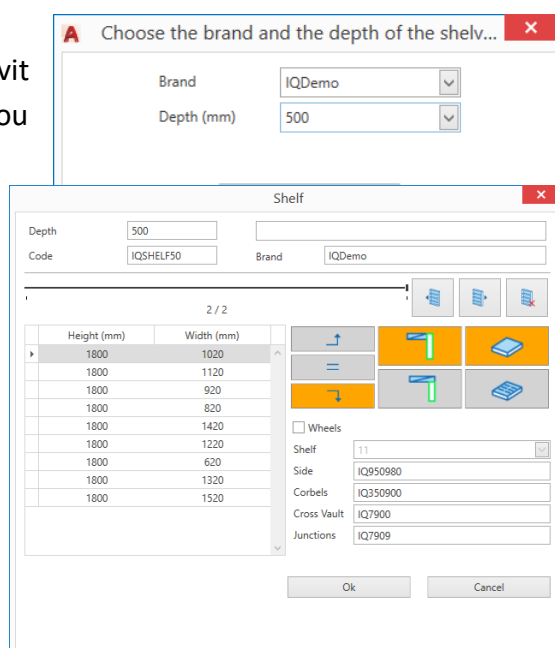 Choose the brand and the depth of the shelv...
vit
Brand IQDemo
ou
Depth (mm) 500
Shelf
Depth 500
Code IQSHELF50 Brand IQDemo
2 / 2
Height (mm) Width (mm)
1800 1020
1800 1120
1800 920
1800 820
1800 1420
1800 1220
1800 620
1800 1320
1800 1520
Wheels
Shelf 11
Side IQ950980
Corbels IQ350900
Cross Vault IQ7900
Junctions IQ7909
Ok Cancel